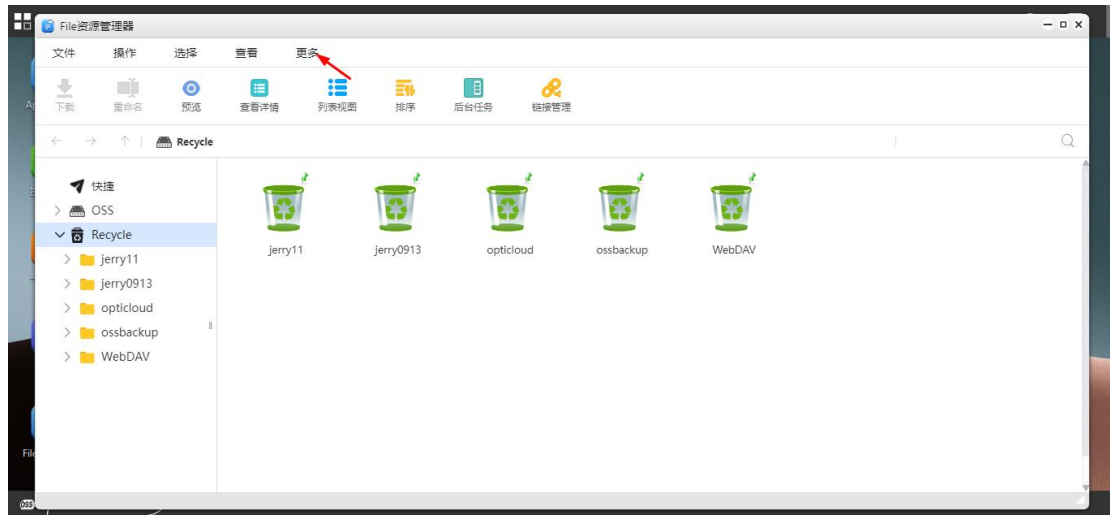 File资源管理器
文件 操作 选择 查看 更多
下载 重命名 预览 查看详情 列表视图 排序 后台任务 链接管理
Recycle
快捷
OSS
Recycle
jerry11
jerry0913
opticloud
ossbackup
WebDAV
jerry11 jerry0913 opticloud ossbackup WebDAV
File
OSS